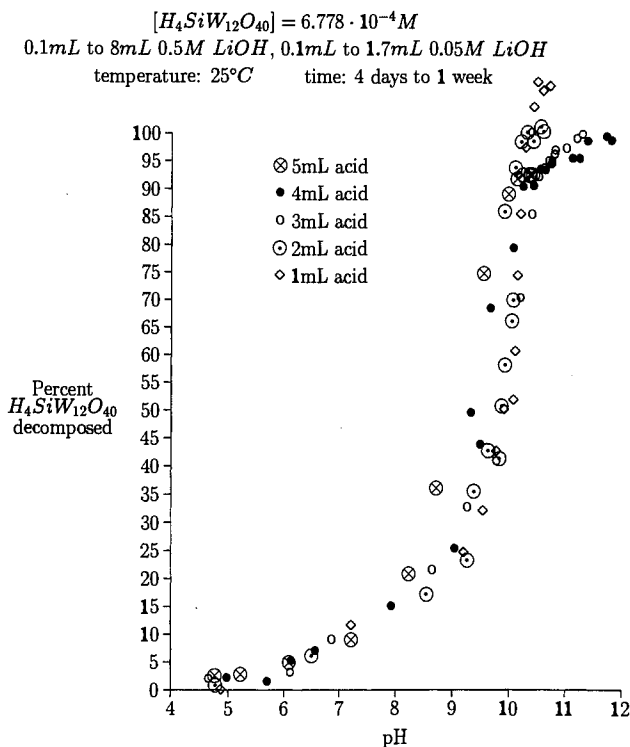 [H₄SiW₁₂O₄₀] = 6.778 · 10⁻⁴M
0.1mL to 8mL 0.5M LiOH, 0.1mL to 1.7mL 0.05M LiOH
temperature: 25°C time: 4 days to 1 week
100
95
90
85
80
75
70
65
60
55
50
45
40
35
30
25
20
15
10
5
0
5mL acid
4mL acid
3mL acid
2mL acid
1mL acid
Percent
H₄SiW₁₂O₄₀
decomposed
4 5 6 7 8 9 10 11 12
pH